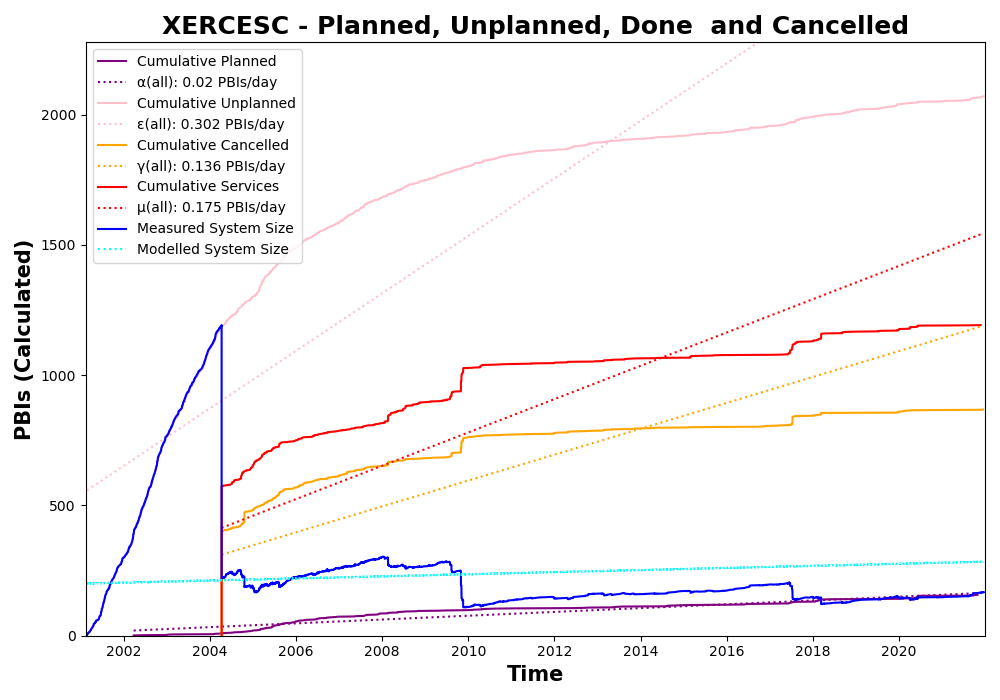 XERCESC - Planned, Unplanned, Done  and Cancelled
Cumulative Planned
α(all): 0.02 PBIs/day
Cumulative Unplanned
ε(all): 0.302 PBIs/day
Cumulative Cancelled
γ(all): 0.136 PBIs/day
Cumulative Services
μ(all): 0.175 PBIs/day
Measured System Size
Modelled System Size
PBIs (Calculated)
2000
1500
1000
500
0
2002 2004 2006 2008 2010 2012 2014 2016 2018 2020
Time